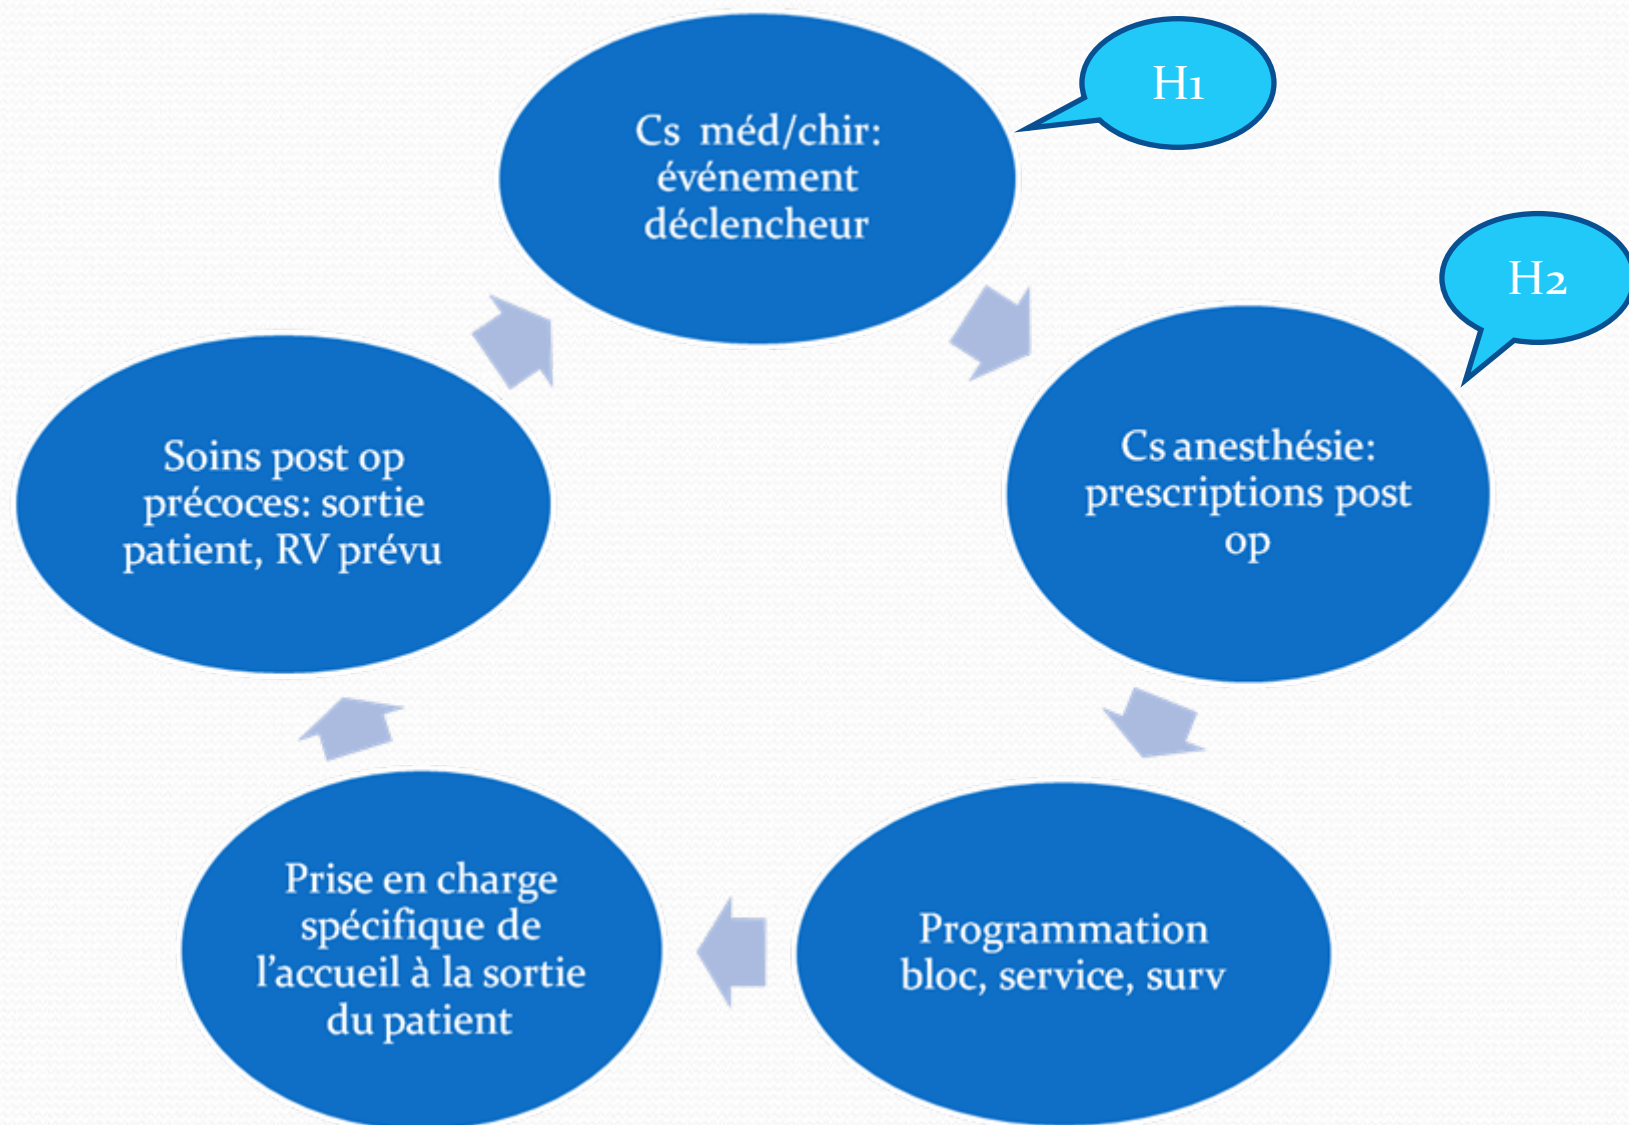 Cs méd/chir:
événement
déclencheur
H1
H2
Cs anesthésie:
prescriptions post
op
Programmation
bloc, service, surv
Prise en charge
spécifique de
l'accueil à la sortie
du patient
Soins post op
précoces: sortie
patient, RV prévu